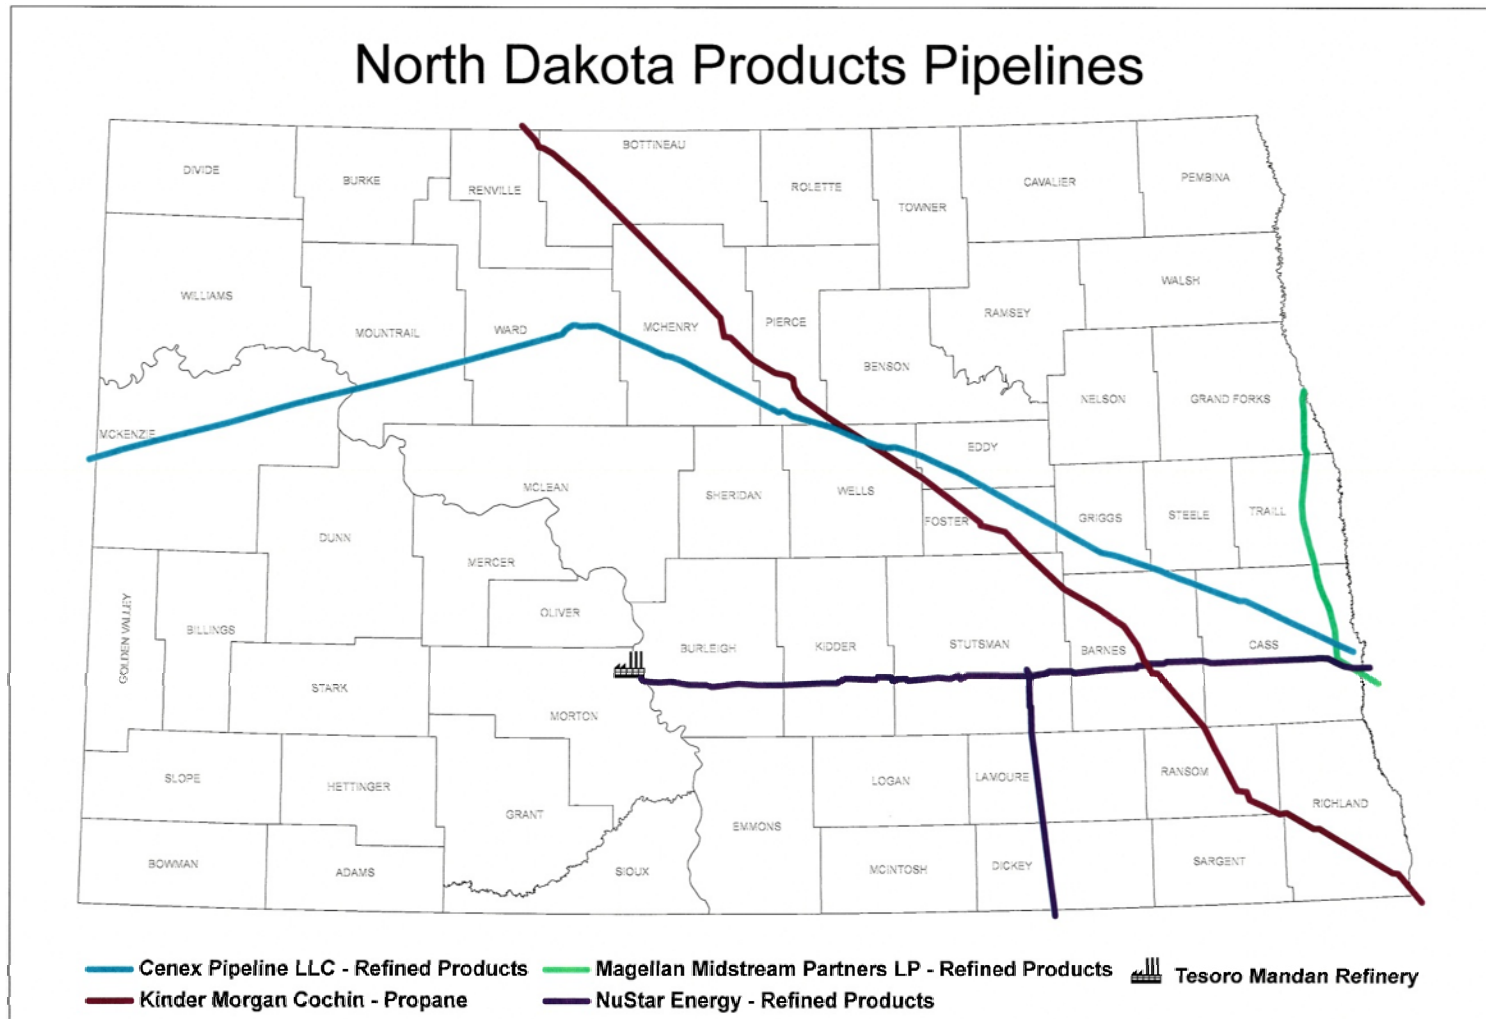 North Dakota Products Pipelines
DIVIDE
BURKE
RENVILLE
BOTTINEAU
ROLETTE
TOWNER
CAVALIER
PEMBINA
WILLIAMS
MOUNTRAIL
WARD
MCHENRY
PIERCE
BENSON
RAMSEY
WALSH
MCKENZIE
NELSON
GRAND FORKS
EDDY
MCLEAN
SHERIDAN
WELLS
FOSTER
GRIGGS
STEELE
TRAILL
DUNN
MERCER
OLIVER
GOLDEN VALLEY
BILLINGS
BURLEIGH
KIDDER
STUTSMAN
BARNES
CASS
STARK
MORTON
SLOPE
HETTINGER
GRANT
LOGAN
LAMOURE
RANSOM
RICHLAND
EMMONS
BOWMAN
ADAMS
SIOUX
MCINTOSH
DICKEY
SARGENT
Cenex Pipeline LLC - Refined Products
Magellan Midstream Partners LP - Refined Products
Tesoro Mandan Refinery
Kinder Morgan Cochin - Propane
NuStar Energy - Refined Products